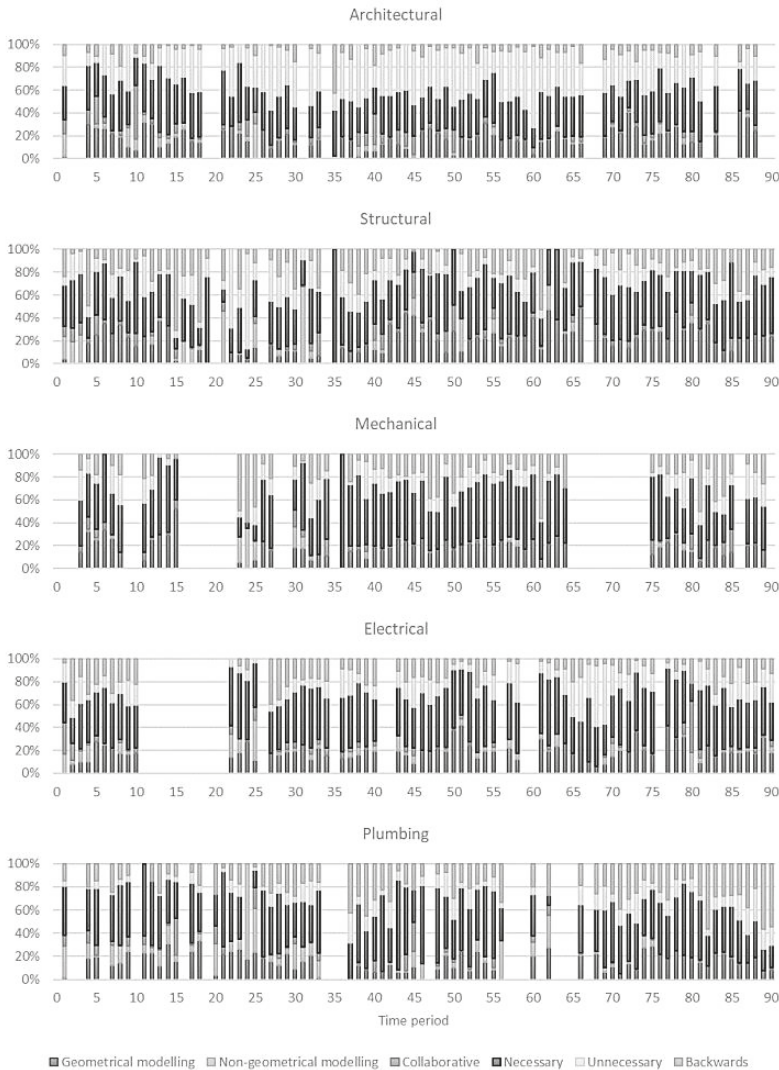 Architectural
100%
80%
60%
40%
20%
0%
0 5 10 15 20 25 30 35 40 45 50 55 60 65 70 75 80 85 90
Structural
100%
80%
60%
40%
20%
0%
0 5 10 15 20 25 30 35 40 45 50 55 60 65 70 75 80 85 90
Mechanical
100%
80%
60%
40%
20%
0%
0 5 10 15 20 25 30 35 40 45 50 55 60 65 70 75 80 85 90
Electrical
100%
80%
60%
40%
20%
0%
0 5 10 15 20 25 30 35 40 45 50 55 60 65 70 75 80 85 90
Plumbing
100%
80%
60%
40%
20%
0%
0 5 10 15 20 25 30 35 40 45 50 55 60 65 70 75 80 85 90
Time period
Geometrical modelling Non-geometrical modelling Collaborative Necessary Unnecessary Backwards